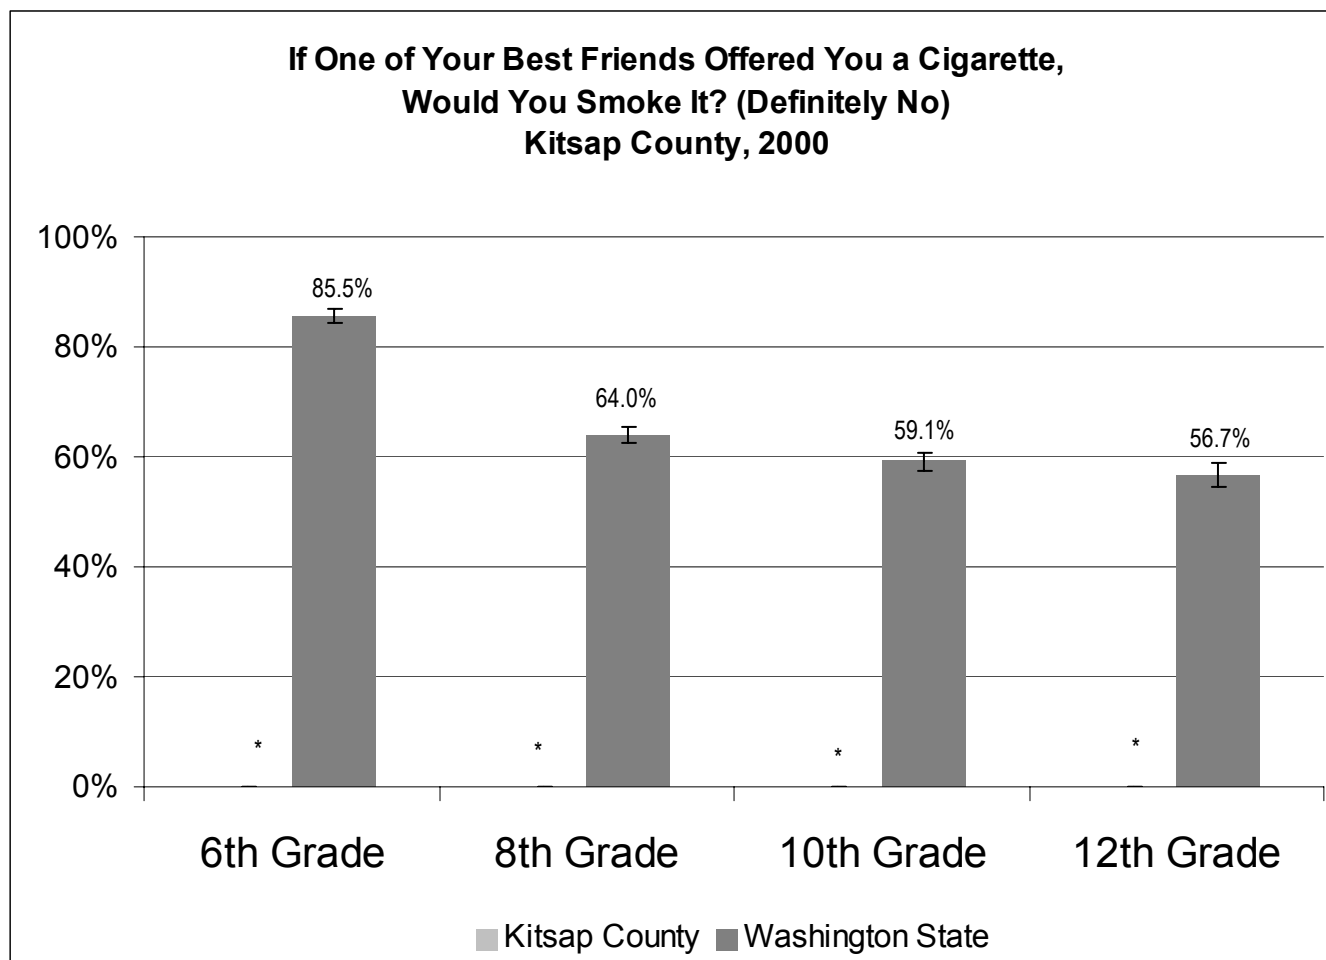 If One of Your Best Friends Offered You a Cigarette,
Would You Smoke It? (Definitely No)
Kitsap County, 2000
100%
85.5%
80%
64.0%
59.1%
56.7%
60%
40%
20%
* * * *
0%
6th Grade 8th Grade 10th Grade 12th Grade
Kitsap County Washington State